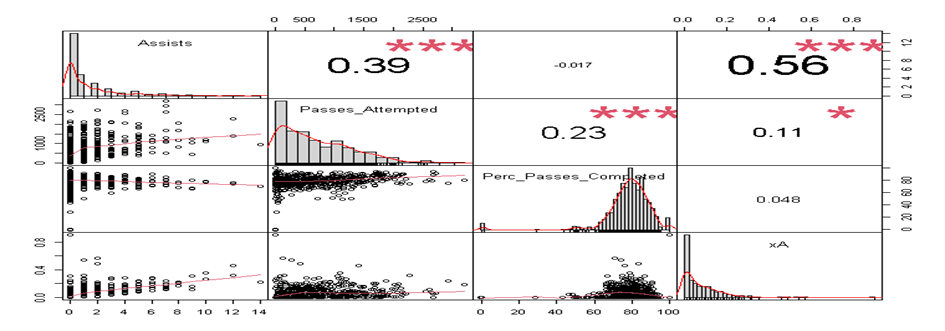 0 500 1500 2500 0.0 0.2 0.4 0.6 0.8
Assists
0.39
***
-0.017
0.56
***
0 2 4 6 8 12
0 1000 2500
Passes_Attempted
0.23
***
0.11
*
Perc_Passes_Completed
0.048
0 20 40 60 80
0.0 0.4 0.8
xA
0 2 4 6 8 10 12 14 0 20 40 60 80 100